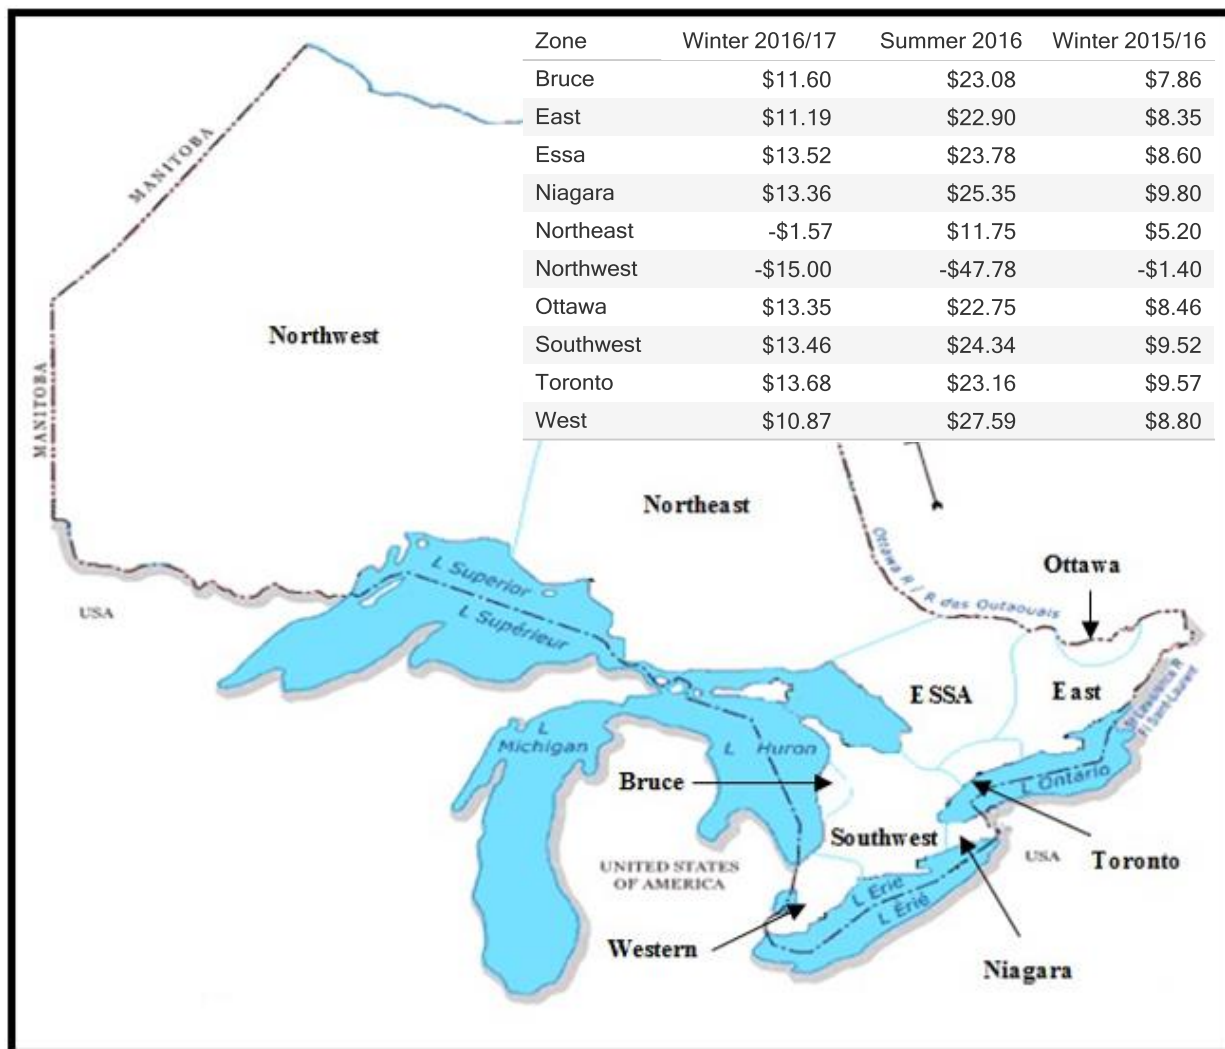 Zone Winter 2016/17 Summer 2016 Winter 2015/16
Bruce $11.60 $23.08 $7.86
East $11.19 $22.90 $8.35
Essa $13.52 $23.78 $8.60
Niagara $13.36 $25.35 $9.80
Northeast -$1.57 $11.75 $5.20
Northwest -$15.00 -$47.78 -$1.40
Ottawa $13.35 $22.75 $8.46
Southwest $13.46 $24.34 $9.52
Toronto $13.68 $23.16 $9.57
West $10.87 $27.59 $8.80
MANITOBA
MANITOBA
Northwest
Northeast
Ottawa R / R des Outaouais
Ottawa
L Superior
L Supérieur
USA
ESSA
East
St Lawrence R
Fl Saint-Laurent
L Michigan
L Huron
Bruce
L Ontario
Southwest
UNITED STATES
OF AMERICA
USA
Toronto
L Erie
L Érié
Western
Niagara